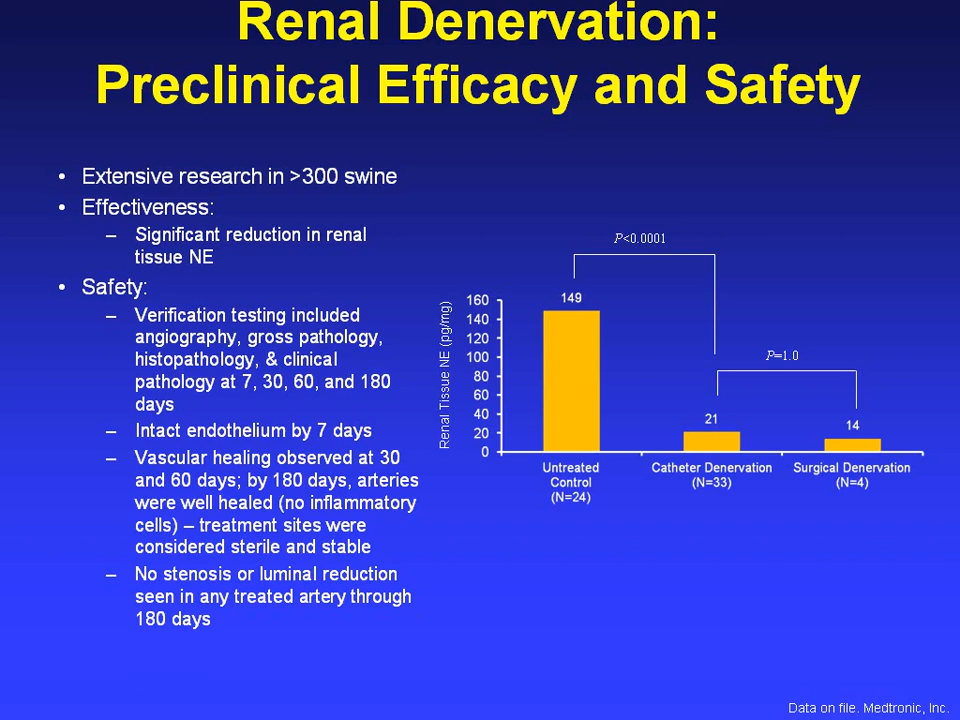 Renal Denervation:
Preclinical Efficacy and Safety
• Extensive research in >300 swine
• Effectiveness:
– Significant reduction in renal
tissue NE
• Safety:
– Verification testing included
angiography, gross pathology,
histopathology, & clinical
pathology at 7, 30, 60, and 180
days
– Intact endothelium by 7 days
– Vascular healing observed at 30
and 60 days; by 180 days, arteries
were well healed (no inflammatory
cells) – treatment sites were
considered sterile and stable
– No stenosis or luminal reduction
seen in any treated artery through
180 days
P<0.0001
P=1.0
Renal Tissue NE (pg/mg)
160
140
120
100
80
60
40
20
0
149
21
14
Untreated
Control
(N=24)
Catheter Denervation
(N=33)
Surgical Denervation
(N=4)
Data on file. Medtronic, Inc.